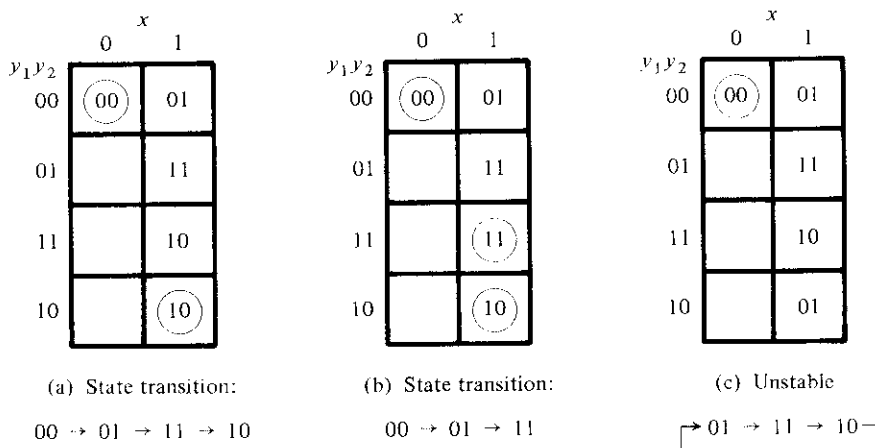 x x x
0 1 0 1 0 1
y1y2 y1y2 y1y2
00 00 01 00 00 01 00 00 01
01 11 01 11 01 11
11 10 11 11 11 10
10 10 10 10 10 01
(a) State transition: (b) State transition: (c) Unstable
00 → 01 → 11 → 10 00 → 01 → 11 → 01 → 11 → 10